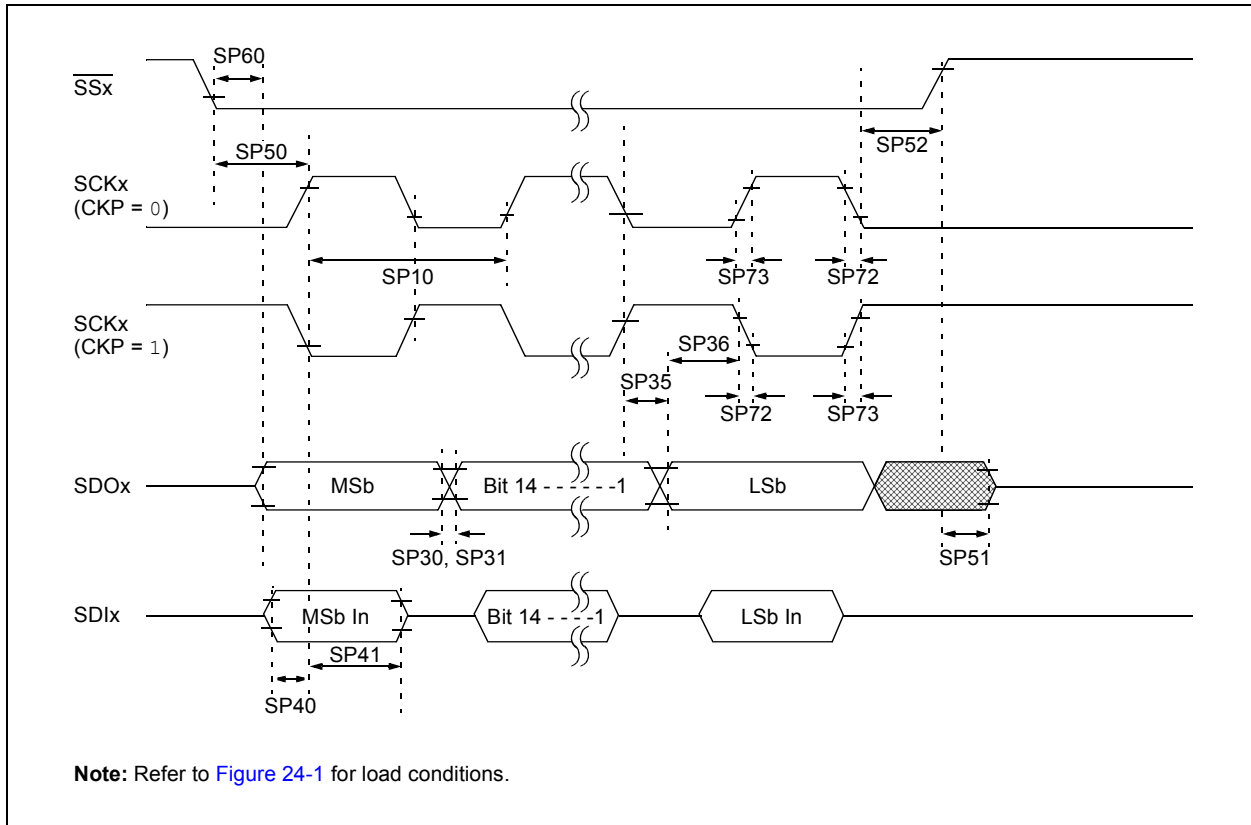 SP60
SSx
SP50
SP52
SCKx
(CKP = 0)
SP10
SP73
SP72
SCKx
(CKP = 1)
SP36
SP35
SP72
SP73
SDOx
MSb
Bit 14 - - - - - -1
LSb
SP30, SP31
SP51
SDIx
MSb In
Bit 14 - - - -1
LSb In
SP41
SP40
Note: Refer to Figure 24-1 for load conditions.